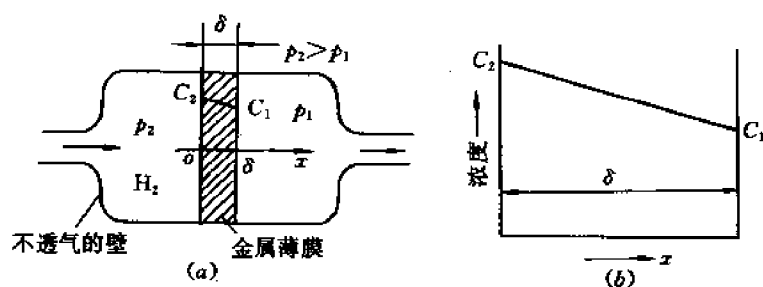 δ
p₂>p₁
C₂
C₁
p₂
p₁
o
δ
x
H₂
不透气的壁
金属薄膜
(a)
C₂
C₁
浓度
δ
x
(b)